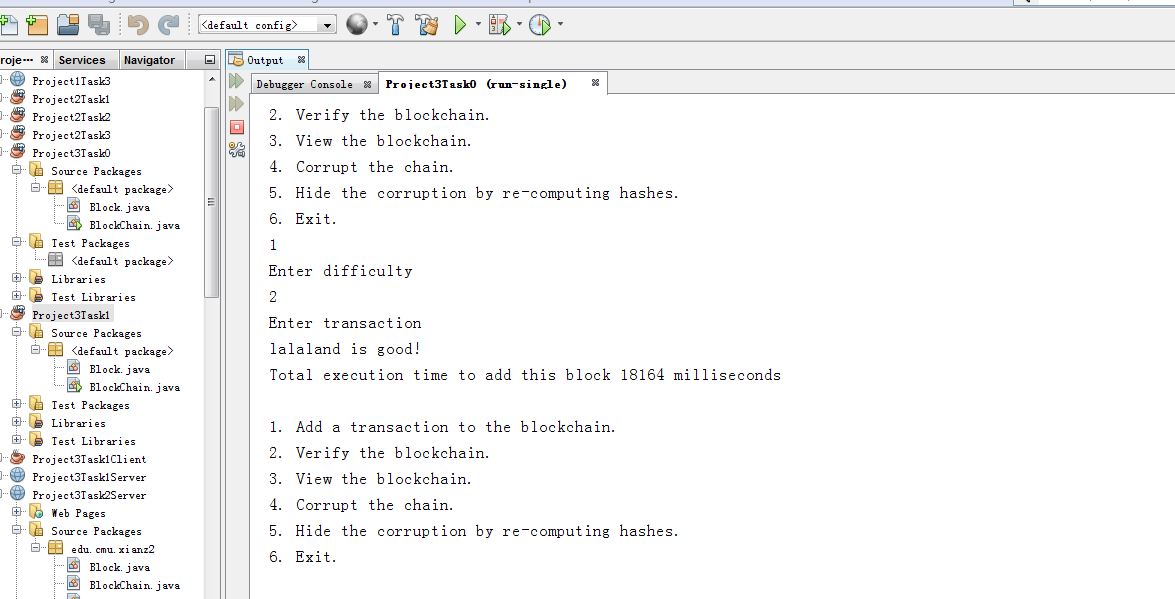 <default config>
roje...
Services
Navigator
Output
Project1Task3
Project2Task1
Project2Task2
Project2Task3
Project3Task0
Source Packages
<default package>
Block.java
BlockChain.java
Test Packages
<default package>
Libraries
Test Libraries
Project3Task1
Source Packages
<default package>
Block.java
BlockChain.java
Test Packages
Libraries
Test Libraries
Project3Task1Client
Project3Task1Server
Project3Task2Server
Web Pages
Source Packages
edu.cmu.xianz2
Block.java
BlockChain.java
Debugger Console
Project3Task0 (run-single)
2. Verify the blockchain.
3. View the blockchain.
4. Corrupt the chain.
5. Hide the corruption by re-computing hashes.
6. Exit.
1
Enter difficulty
2
Enter transaction
lalaland is good!
Total execution time to add this block 18164 milliseconds
1. Add a transaction to the blockchain.
2. Verify the blockchain.
3. View the blockchain.
4. Corrupt the chain.
5. Hide the corruption by re-computing hashes.
6. Exit.